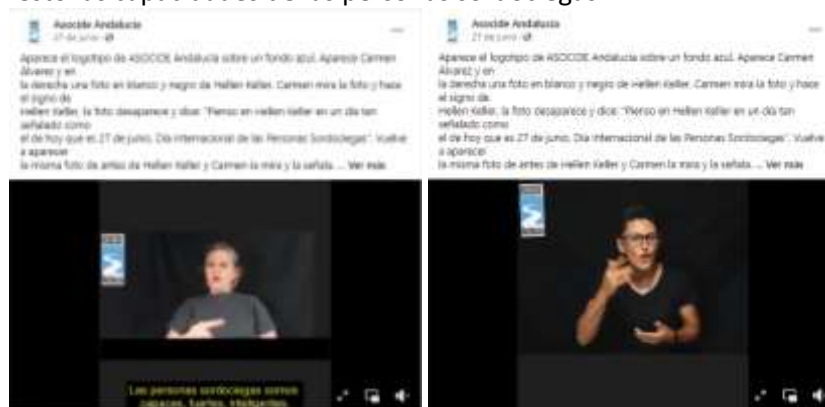 Asocide Andalucía
27 de junio
Aparece el logotipo de ASOCIDE Andalucía sobre un fondo azul. Aparece Carmen
Álvarez y en
la derecha una foto en blanco y negro de Hellen Keller. Carmen mira la foto y hace
el signo de
Hellen Keller, la foto desaparece y dice: "Pienso en Hellen Keller en un día tan
señalado como
el de hoy que es 27 de junio, Día Internacional de las Personas Sordociegas". Vuelve
a aparecer
la misma foto de antes de Hellen Keller y Carmen la mira y la señala. ... Ver más
Las personas sordociegas somos
capaces, fuertes, inteligentes
Asocide Andalucía
27 de junio
Aparece el logotipo de ASOCIDE Andalucía sobre un fondo azul. Aparece Carmen
Álvarez y en
la derecha una foto en blanco y negro de Hellen Keller. Carmen mira la foto y hace
el signo de
Hellen Keller, la foto desaparece y dice: "Pienso en Hellen Keller en un día tan
señalado como
el de hoy que es 27 de junio, Día Internacional de las Personas Sordociegas". Vuelve
a aparecer
la misma foto de antes de Hellen Keller y Carmen la mira y la señala. ... Ver más